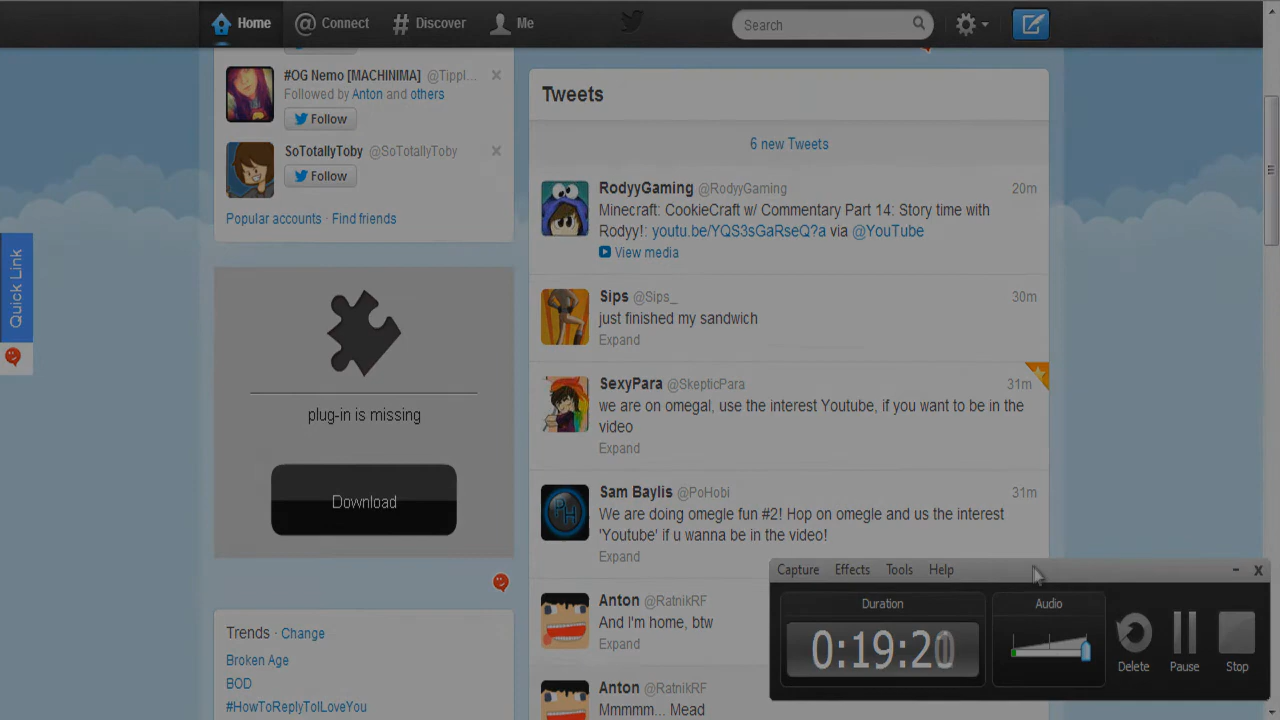 Home
Connect
Discover
Me
Search
#OG Nemo [MACHINIMA] @Tippl...
Followed by Anton and others
Follow
SoTotallyToby @SoTotallyToby
Follow
Popular accounts · Find friends
Quick Link
plug-in is missing
Download
Trends · Change
Broken Age
BOD
#HowToReplyToILoveYou
Tweets
6 new Tweets
RodyyGaming @RodyyGaming 20m
Minecraft: CookieCraft w/ Commentary Part 14: Story time with
Rodyy!: youtu.be/YQS3sGaRseQ?a via @YouTube
View media
Sips @Sips_ 30m
just finished my sandwich
Expand
SexyPara @SkepticPara 31m
we are on omegal, use the interest Youtube, if you want to be in the
video
Expand
Sam Baylis @PoHobi 31m
We are doing omegle fun #2! Hop on omegle and us the interest
'Youtube' if u wanna be in the video!
Expand
Anton @RatnikRF
And I'm home, btw
Expand
Anton @RatnikRF
Mmmmm... Mead
Capture Effects Tools Help
Duration
0:19:20
Audio
Delete
Pause
Stop